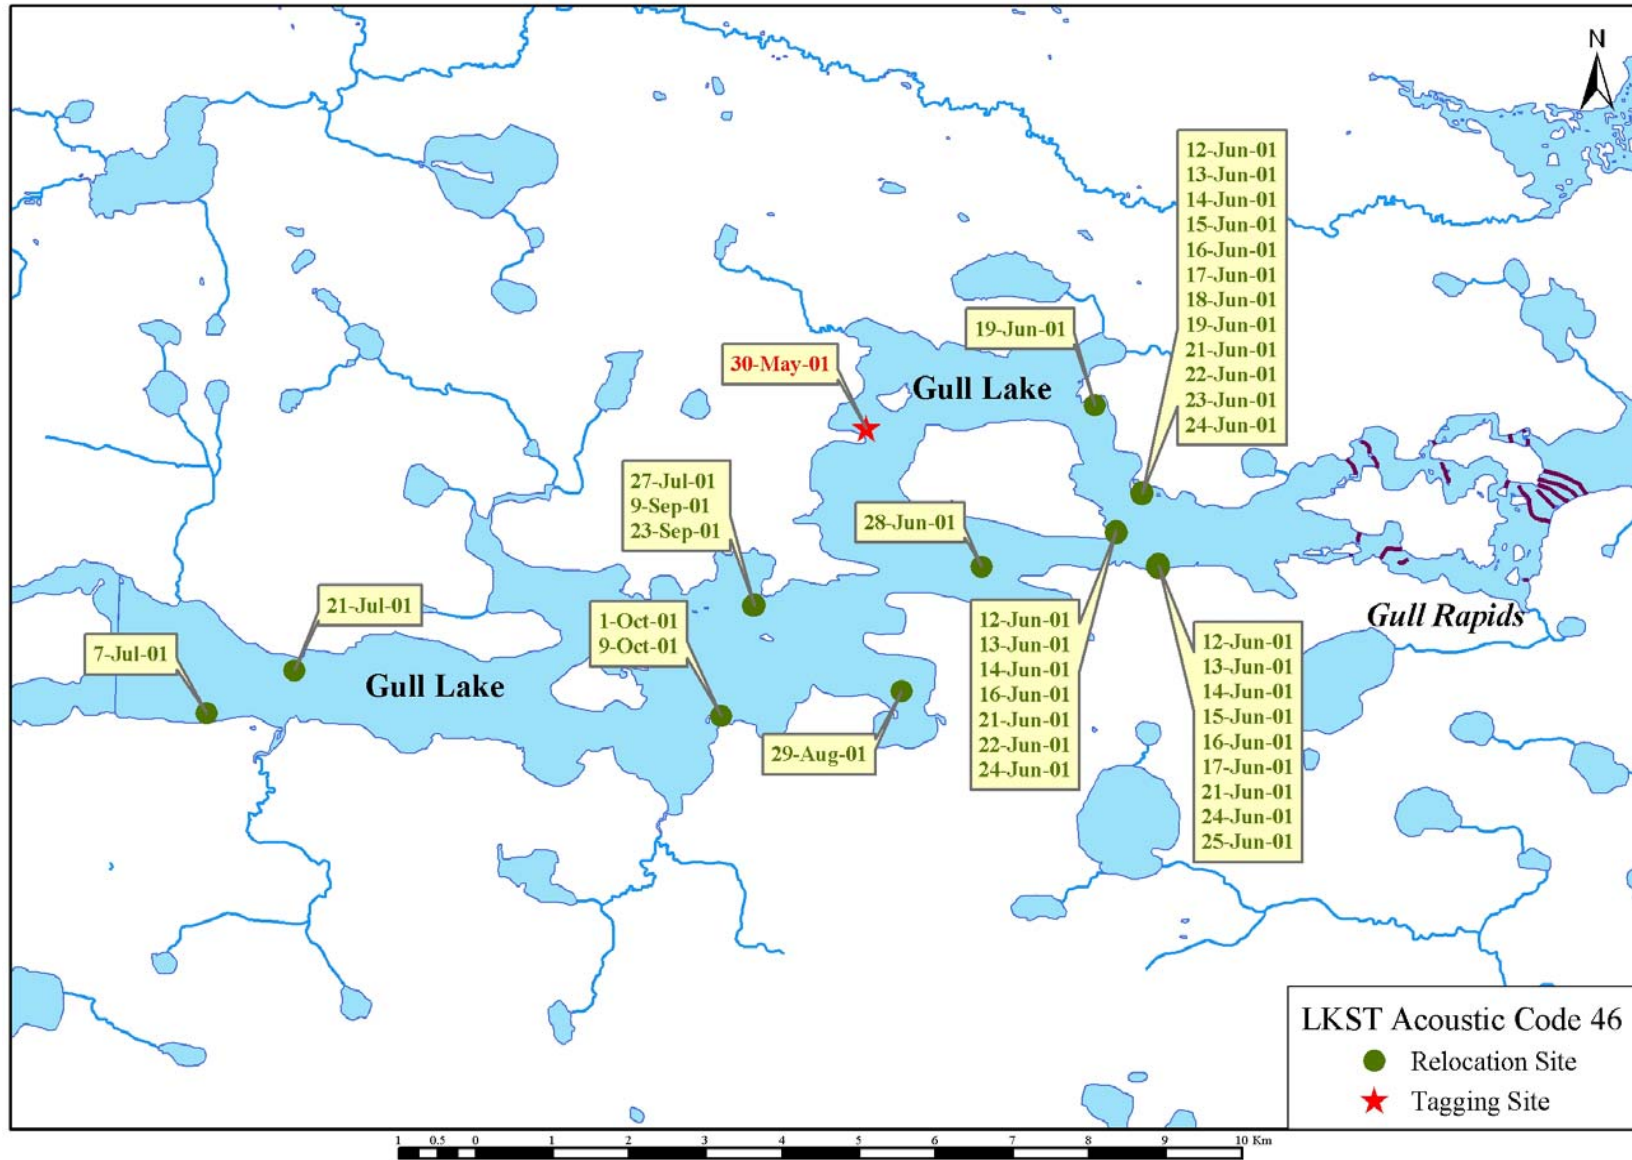 N
12-Jun-01
13-Jun-01
14-Jun-01
15-Jun-01
16-Jun-01
17-Jun-01
18-Jun-01
19-Jun-01
21-Jun-01
22-Jun-01
23-Jun-01
24-Jun-01
19-Jun-01
30-May-01
Gull Lake
27-Jul-01
9-Sep-01
23-Sep-01
28-Jun-01
21-Jul-01
1-Oct-01
9-Oct-01
7-Jul-01
Gull Lake
29-Aug-01
12-Jun-01
13-Jun-01
14-Jun-01
16-Jun-01
21-Jun-01
22-Jun-01
24-Jun-01
Gull Rapids
12-Jun-01
13-Jun-01
14-Jun-01
15-Jun-01
16-Jun-01
17-Jun-01
21-Jun-01
24-Jun-01
25-Jun-01
LKST Acoustic Code 46
Relocation Site
Tagging Site
1 0.5 0 1 2 3 4 5 6 7 8 9 10 Km